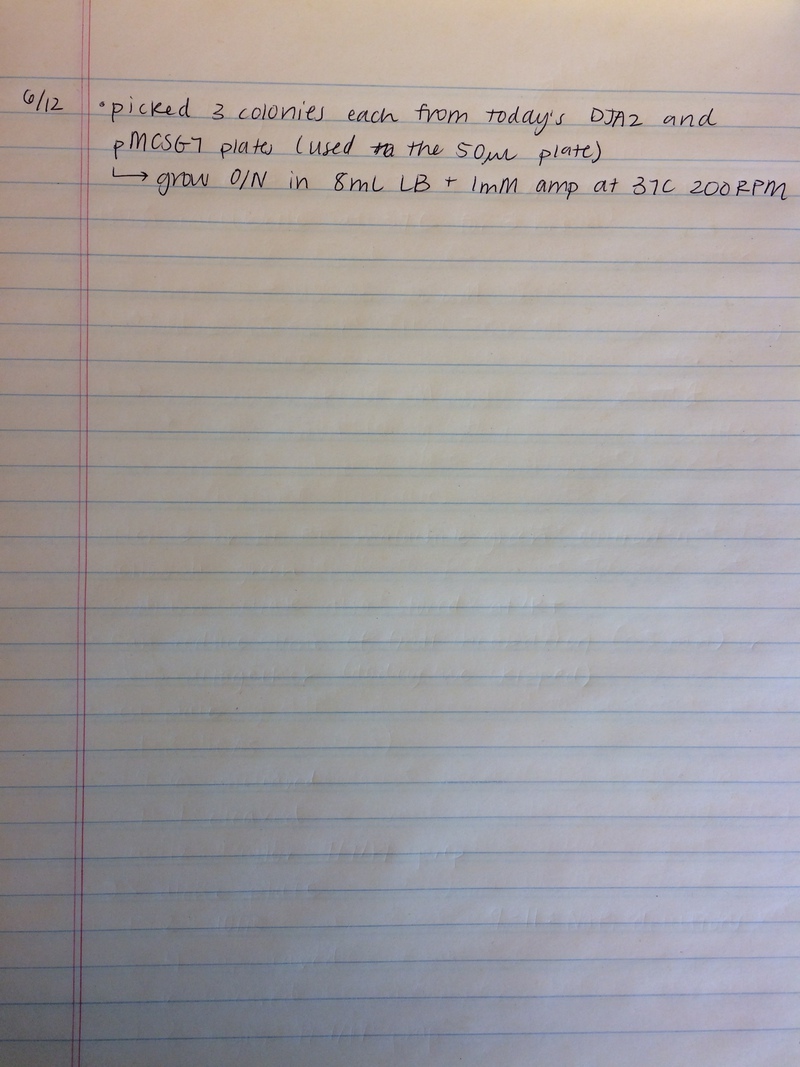 6/12 • picked 3 colonies each from today's DJA2 and
pMCSG7 plates (used the 50µL plate)
↳ grow O/N in 8mL LB + 1mM amp at 37C 200RPM